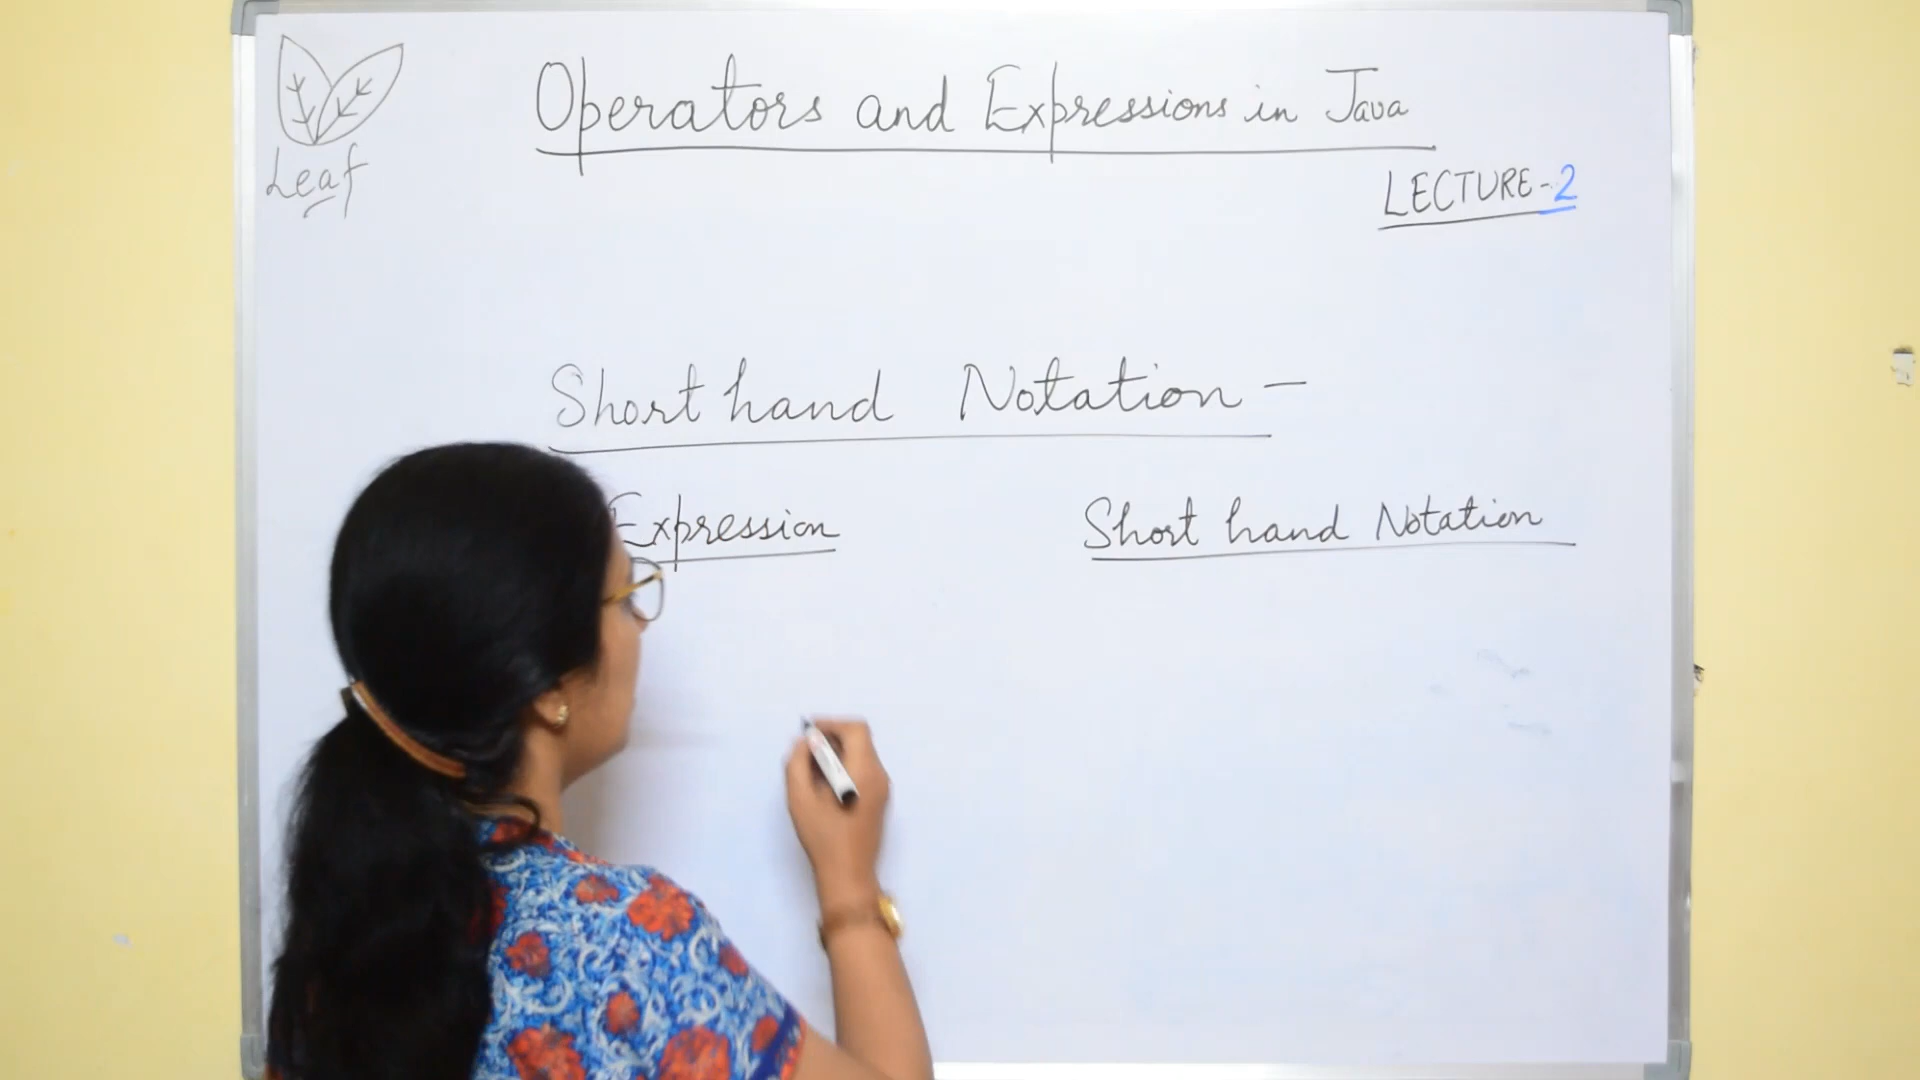 Operators and Expressions in Java
Leaf
LECTURE-2
Short hand Notation -
Expression
Short hand Notation